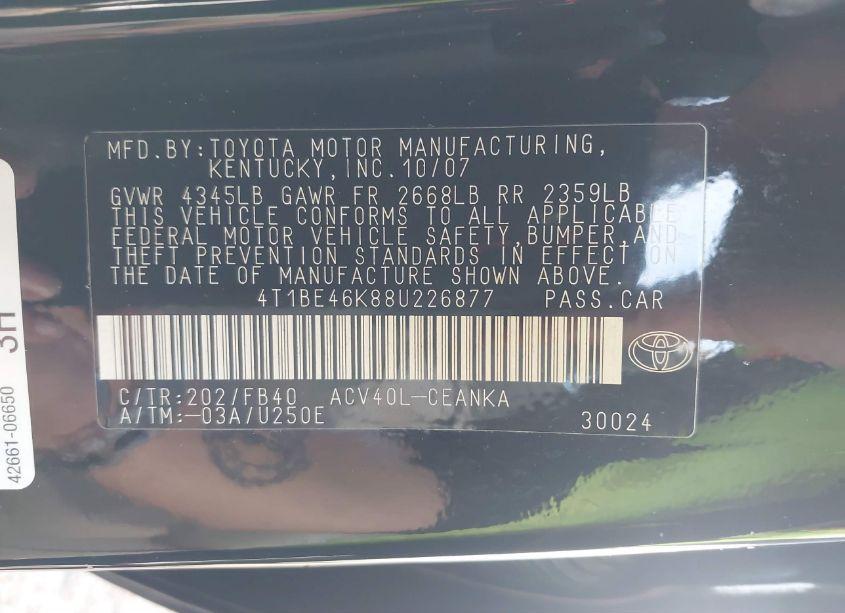 MFD.BY:TOYOTA MOTOR MANUFACTURING,
KENTUCKY,INC.10/07
GVWR 4345LB GAWR FR 2668LB RR 2359LB
THIS VEHICLE CONFORMS TO ALL APPLICABLE
FEDERAL MOTOR VEHICLE SAFETY,BUMPER,AND
THEFT PREVENTION STANDARDS IN EFFECT ON
THE DATE OF MANUFACTURE SHOWN ABOVE.
4T1BE46K88U226877 PASS.CAR
C/TR:202/FB40 ACV40L-CEANKA
A/TM:-03A/U250E 30024
42661-06650